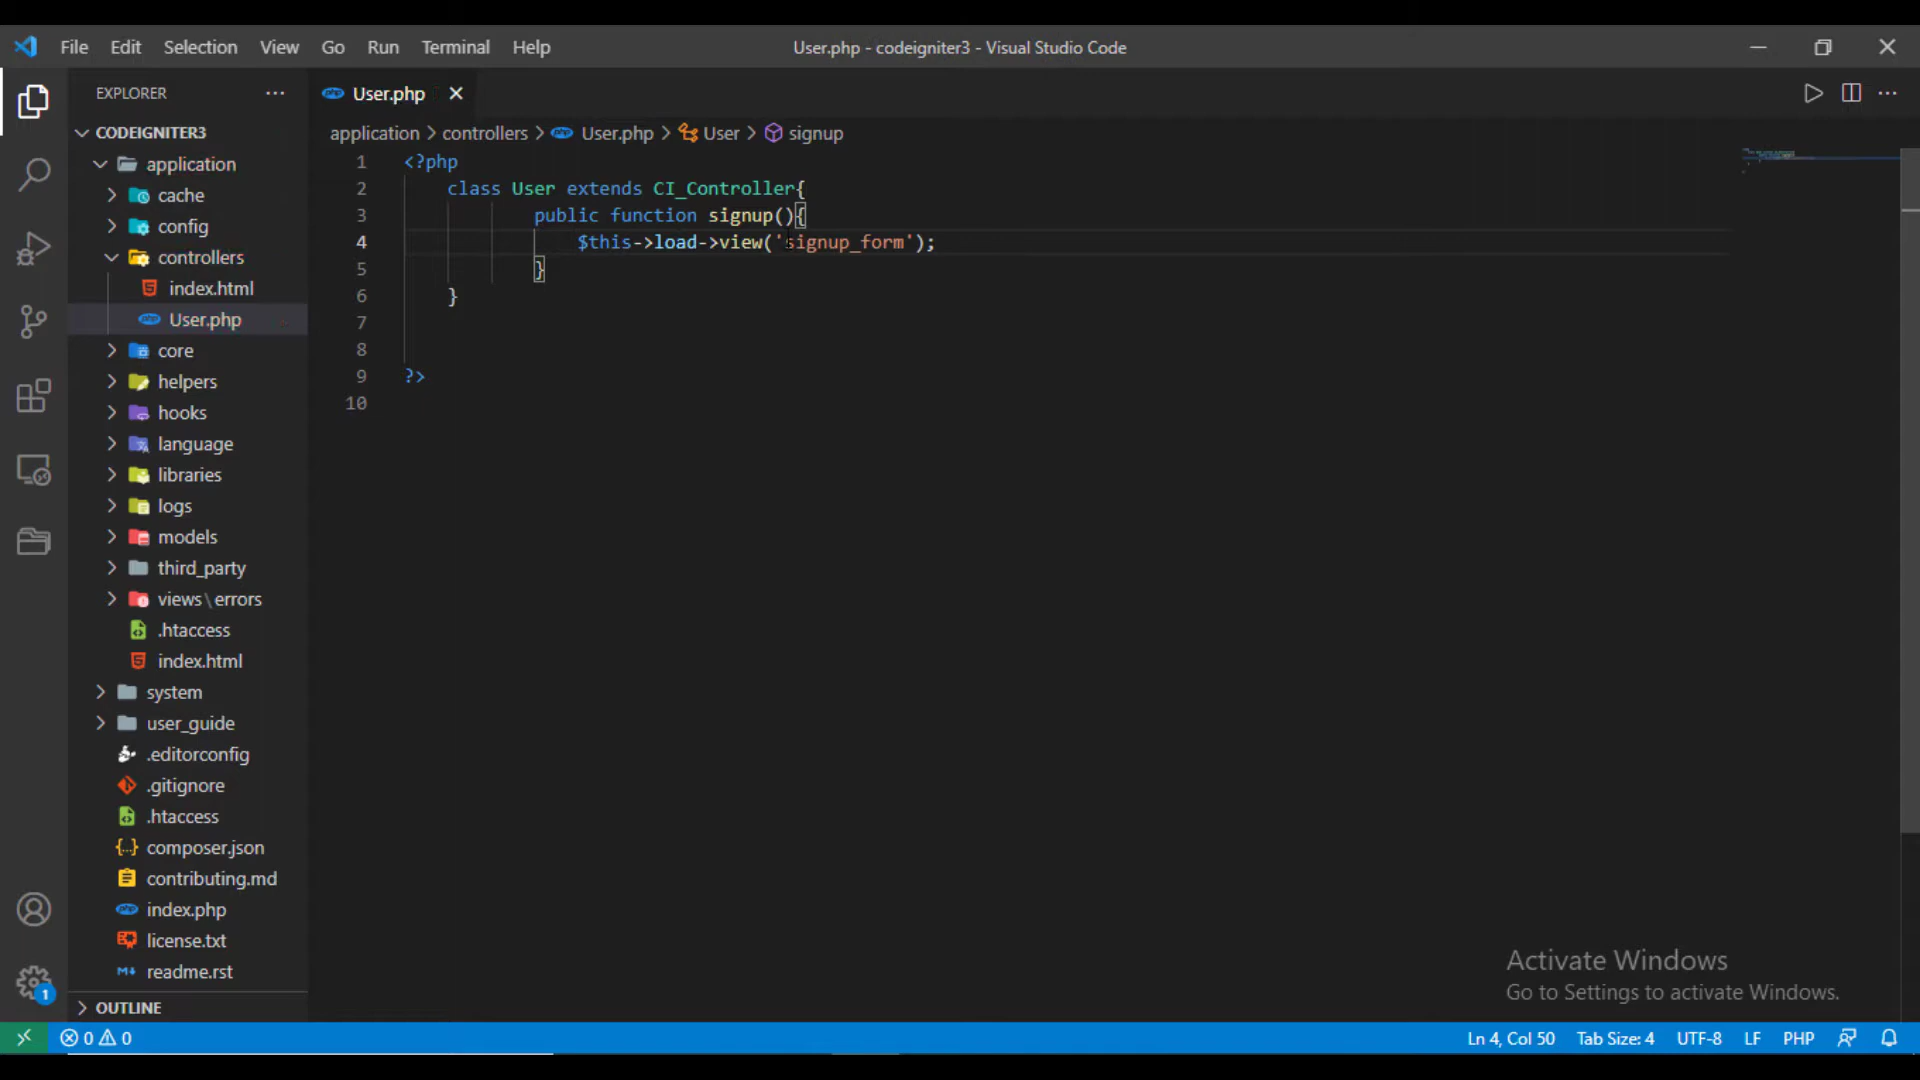 File Edit Selection View Go Run Terminal Help User.php - codeigniter3 - Visual Studio Code
EXPLORER ...
CODEIGNITER3
application
cache
config
controllers
index.html
User.php
core
helpers
hooks
language
libraries
logs
models
third_party
views\errors
.htaccess
index.html
system
user_guide
.editorconfig
.gitignore
.htaccess
composer.json
contributing.md
index.php
license.txt
readme.rst
OUTLINE
User.php
application > controllers > User.php > User > signup
1 <?php
2 class User extends CI_Controller{
3 public function signup(){
4 $this->load->view('signup_form');
5 }
6 }
7
8
9 ?>
10
Activate Windows
Go to Settings to activate Windows.
1
0 0 Ln 4, Col 50 Tab Size: 4 UTF-8 LF PHP